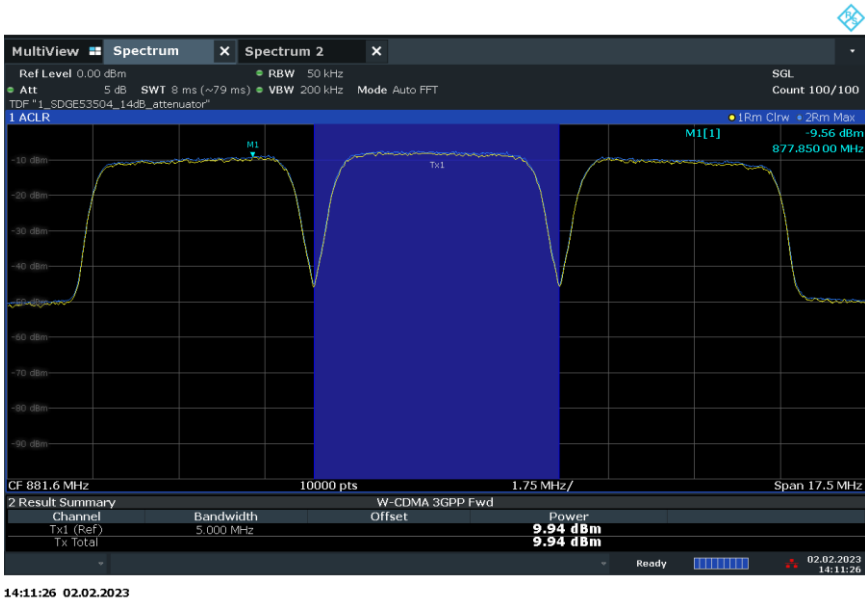 R&S
MultiView Spectrum X Spectrum 2 X
Ref Level 0.00 dBm RBW 50 kHz SGL
Att 5 dB SWT 8 ms (~79 ms) VBW 200 kHz Mode Auto FFT Count 100/100
TDF "1_SDGE53504_14dB_attenuator"
1 ACLR 1Rm Clrw 2Rm Max
M1[1] -9.56 dBm
877.850 00 MHz
M1
-10 dBm
Tx1
-20 dBm
-30 dBm
-40 dBm
-50 dBm
-60 dBm
-70 dBm
-80 dBm
-90 dBm
CF 881.6 MHz 10000 pts 1.75 MHz/ Span 17.5 MHz
2 Result Summary W-CDMA 3GPP Fwd
Channel Bandwidth Offset Power
Tx1 (Ref) 5.000 MHz 9.94 dBm
Tx Total 9.94 dBm
Ready 02.02.2023
14:11:26
14:11:26 02.02.2023